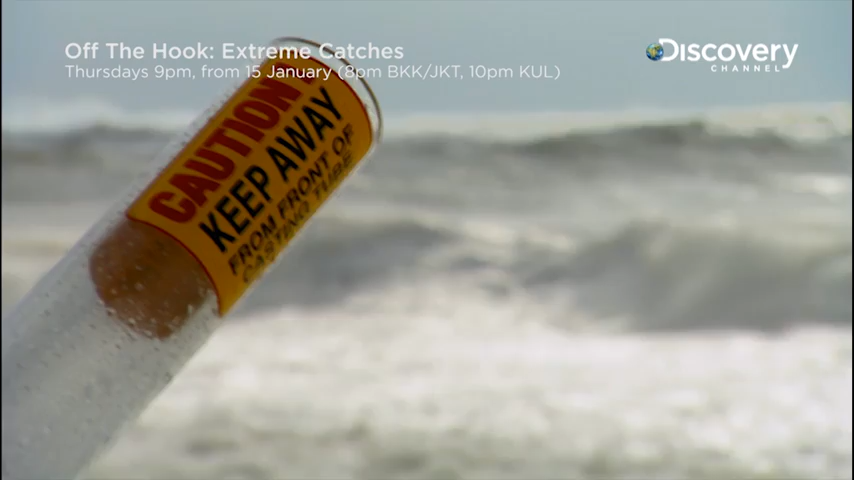 Off The Hook: Extreme Catches
Thursdays 9pm, from 15 January (8pm BKK/JKT, 10pm KUL)
Discovery
CHANNEL
CAUTION
KEEP AWAY
FROM FRONT OF
CASTING TUBE